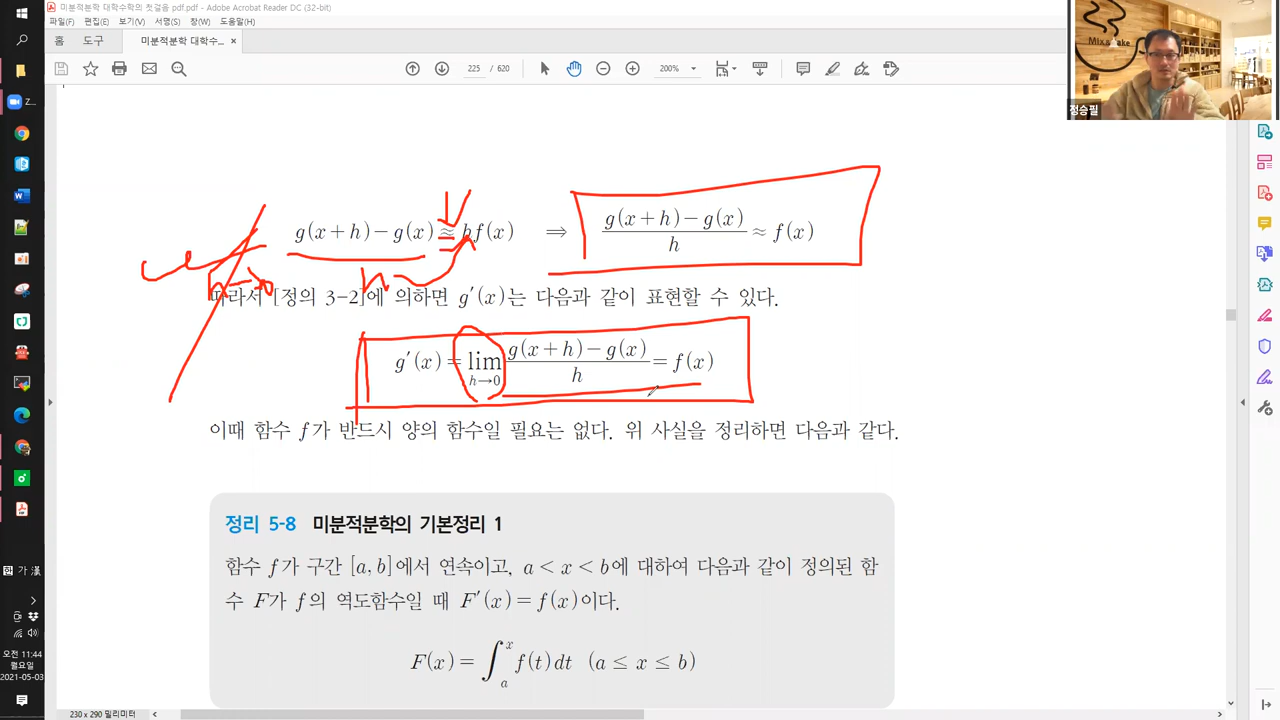 미분적분학 대학수학의 첫걸음 pdf.pdf - Adobe Acrobat Reader DC (32-bit)
파일(F) 편집(E) 보기(V) 서명(S) 창(W) 도움말(H)
홈 도구 미분적분학 대학수... ×
225 / 620 200%
Mix
정승필
Z...
g(x+h)−g(x) ≈ hf(x) ⇒ g(x+h)−g(x)/h ≈ f(x)
h→0
h
따라서 [정의 3−2]에 의하면 g′(x)는 다음과 같이 표현할 수 있다.
g′(x) = lim h→0 g(x+h)−g(x)/h = f(x)
이때 함수 f가 반드시 양의 함수일 필요는 없다. 위 사실을 정리하면 다음과 같다.
정리 5-8 미분적분학의 기본정리 1
함수 f가 구간 [a, b]에서 연속이고, a < x < b에 대하여 다음과 같이 정의된 함
수 F가 f의 역도함수일 때 F′(x) = f(x)이다.
F(x) = ∫ₐˣ f(t)dt (a ≤ x ≤ b)
한 가 漢
오전 11:44
월요일
2021-05-03
230 x 290 밀리미터